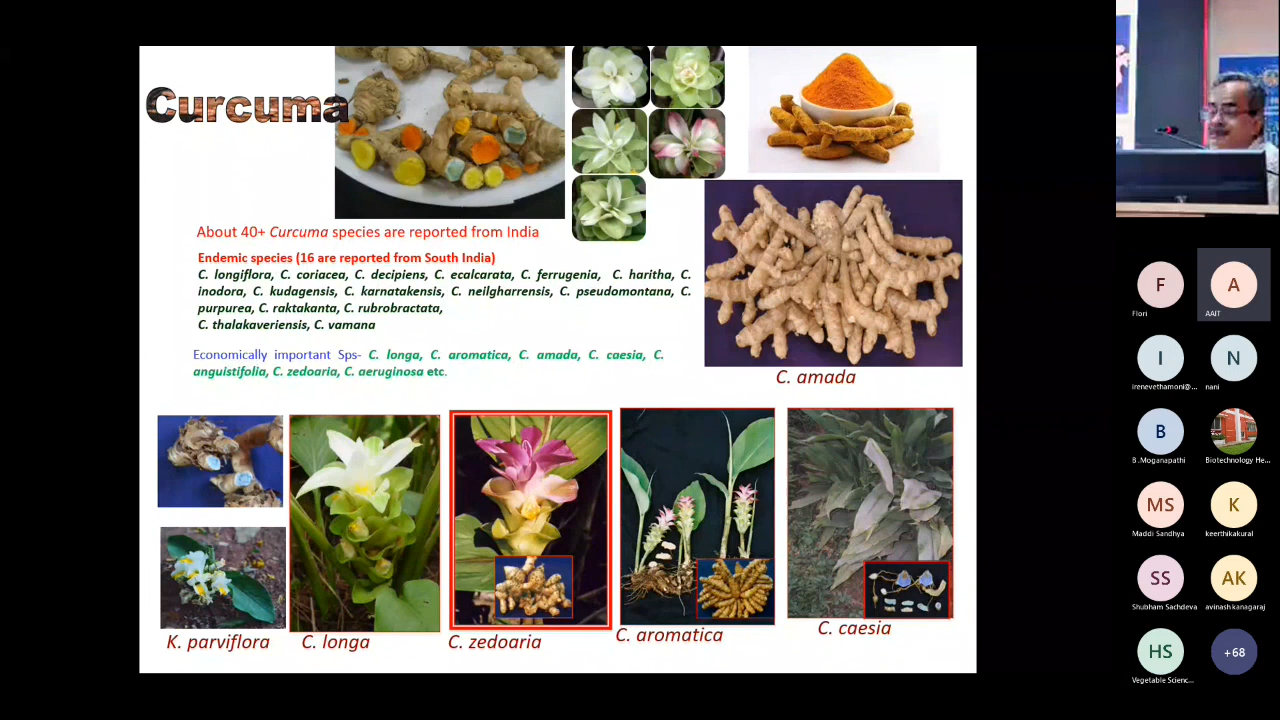 Curcuma
About 40+ Curcuma species are reported from India
Endemic species (16 are reported from South India)
C. longiflora, C. coriacea, C. decipiens, C. ecalcarata, C. ferrugenia, C. haritha, C.
inodora, C. kudagensis, C. karnatakensis, C. neilgharrensis, C. pseudomontana, C.
purpurea, C. raktakanta, C. rubrobractata,
C. thalakaveriensis, C. vamana
Economically important Sps- C. longa, C. aromatica, C. amada, C. caesia, C.
anguistifolia, C. zedoaria, C. aeruginosa etc.
C. amada
K. parviflora
C. longa
C. zedoaria
C. aromatica
C. caesia
F
Flori
A
AAIT
I
irenevethamoni@...
N
nani
B
B .Moganapathi
Biotechnology He...
MS
Maddi Sandhya
K
keerthikakural
SS
Shubham Sachdeva
AK
avinash kanagaraj
HS
Vegetable Scienc...
+68